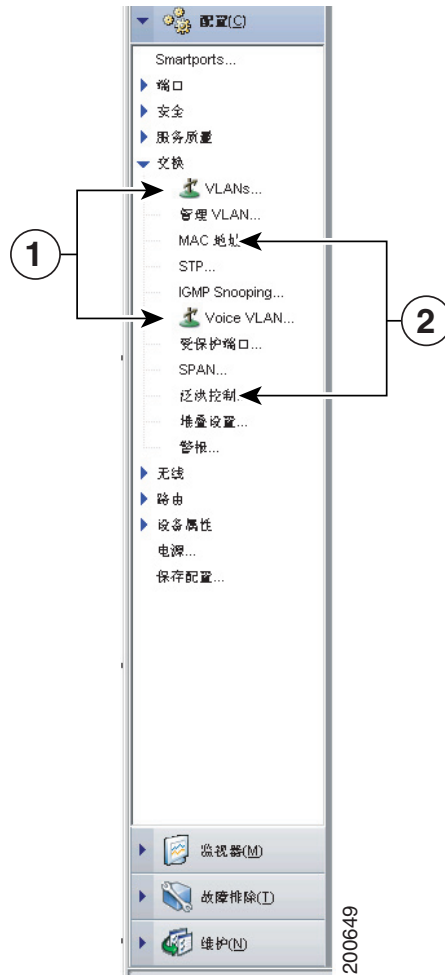 配置(C)
Smartports...
端口
安全
服务质量
交换
VLANs...
管理 VLAN...
MAC 地址
STP...
IGMP Snooping...
Voice VLAN...
受保护端口...
SPAN...
泛洪控制.
堆叠设置...
警报...
无线
路由
设备属性
电源...
保存配置...
1
2
监视器(M)
故障排除(T)
维护(N)
200649